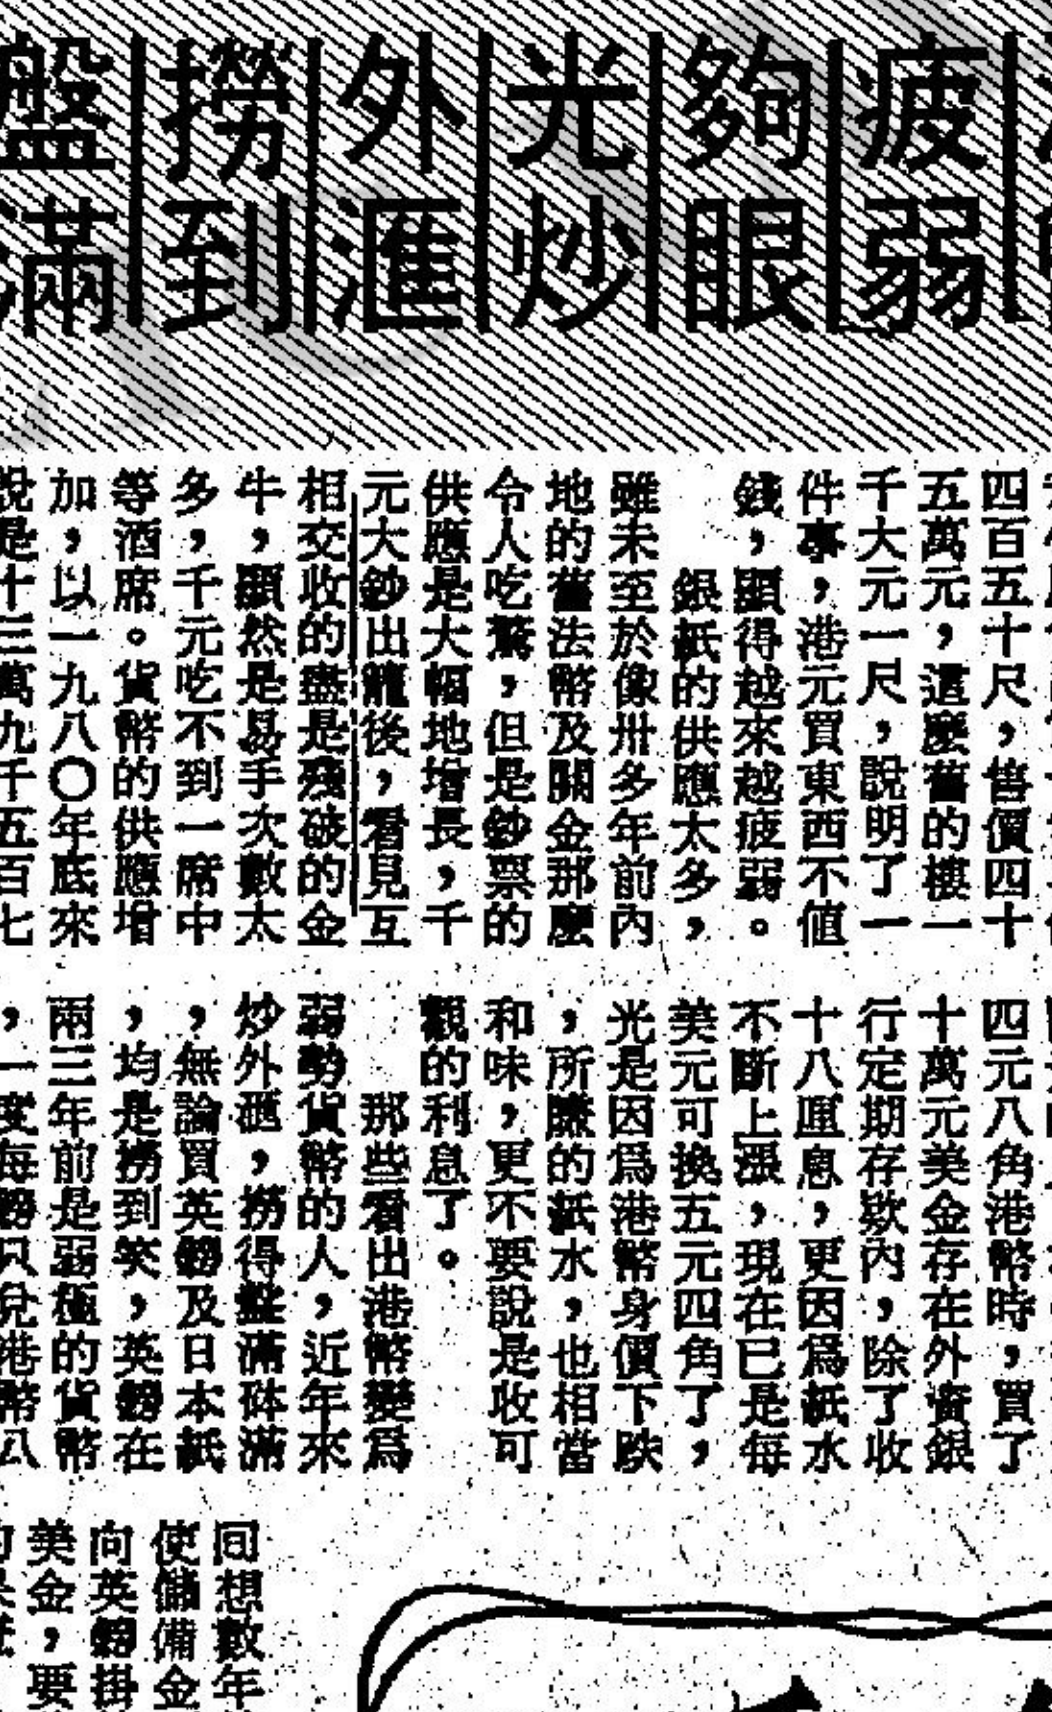 疲弱
夠眼
光炒
外滙
撈到
盤滿
四百五十尺，售價四十
五萬元，這麼舊的樓一
千大元一尺，說明了一
件事，港元買東西不值
錢，顯得越來越疲弱。
銀紙的供應太多，
雖未至於像卅多年前內
地的舊法幣及關金那麼
令人吃驚，但是鈔票的
供應是大幅地增長，千
元大鈔出籠後，看見互
相交收的盡是殘破的金
牛，顯然是易手次數太
多，千元吃不到一席中
等酒席。貨幣的供應增
加，以一九八〇年底來
說是十三萬九千五百七
四元八角港幣時，買了
十萬元美金存在外資銀
行定期存欵內，除了收
十八厘息，更因爲紙水
不斷上漲，現在已是每
美元可換五元四角了，
光是因爲港幣身價下跌
，所賺的紙水，也相當
和味，更不要說是收可
觀的利息了。
那些看出港幣變爲
弱勢貨幣的人，近年來
炒外滙，撈得盤滿砵滿
，無論買英鎊及日本紙
，均是撈到笑，英鎊在
兩三年前是弱極的貨幣
，一度每鎊只兌港幣八
回想數年
使儲備金
向英鎊掛
美金，要